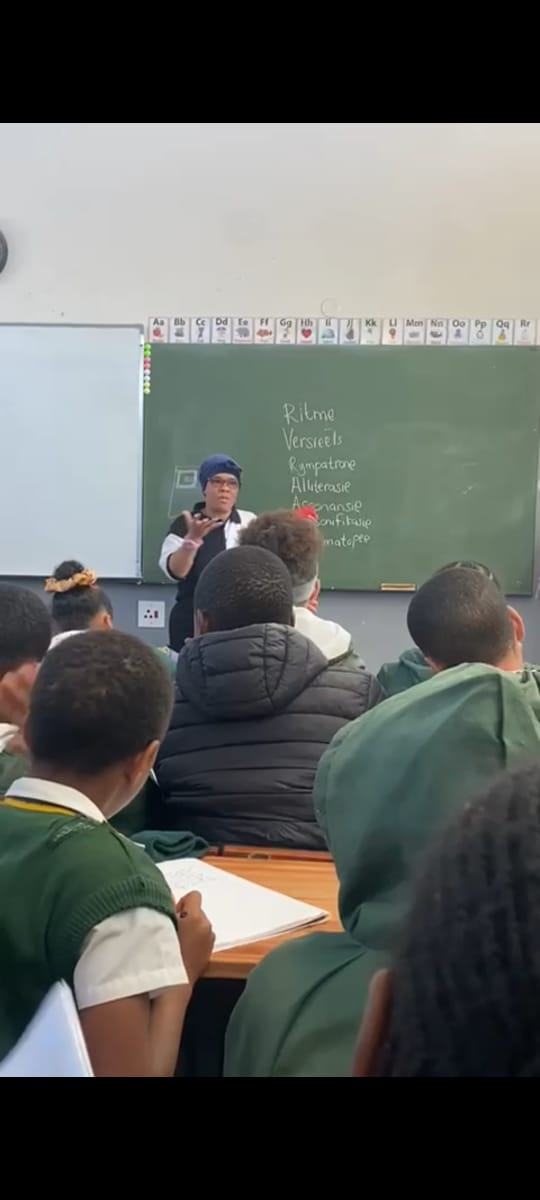 Aa Bb Cc Dd Ee Ff Gg Hh Ii Jj Kk Ll Mm Nn Oo Pp Qq Rr
Ritme
Versreëls
Rympatrone
Alliterasie
Assonansie